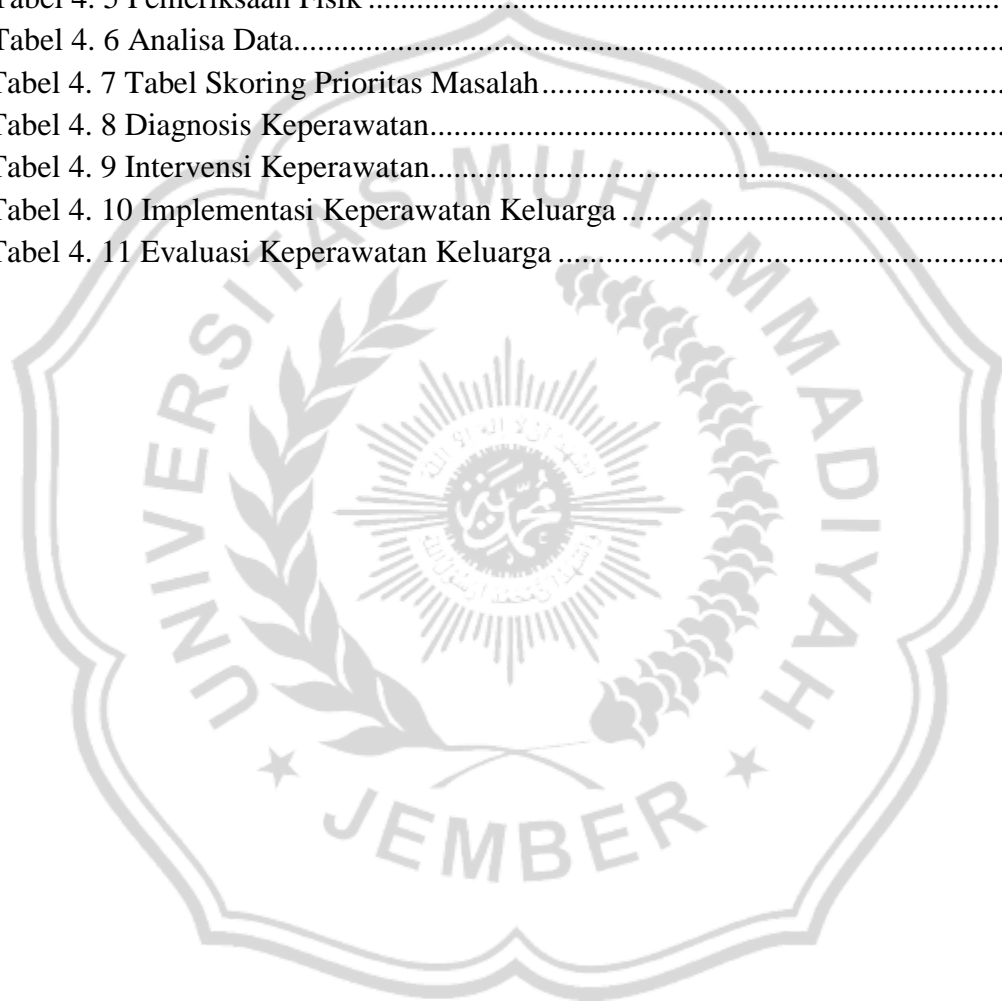 Tabel 4. 5 Pemeriksaan Fisik ................................................................................
Tabel 4. 6 Analisa Data..........................................................................................
Tabel 4. 7 Tabel Skoring Prioritas Masalah..........................................................
Tabel 4. 8 Diagnosis Keperawatan........................................................................
Tabel 4. 9 Intervensi Keperawatan........................................................................
Tabel 4. 10 Implementasi Keperawatan Keluarga ................................................
Tabel 4. 11 Evaluasi Keperawatan Keluarga ........................................................
UNIVERSITAS MUHAMMADIYAH
JEMBER